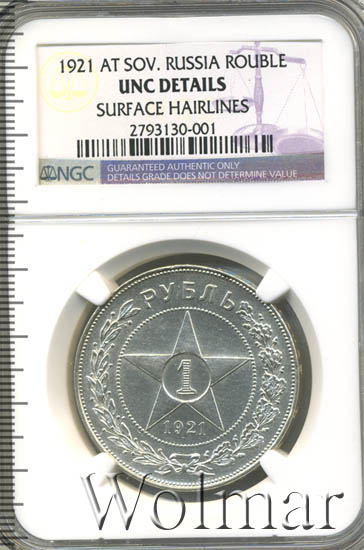 1921 AT SOV. RUSSIA ROUBLE
UNC DETAILS
SURFACE HAIRLINES
2793130-001
NGC
GUARANTEED AUTHENTIC ONLY
DETAILS GRADE DOES NOT DETERMINE VALUE
РУБЛЬ
1
1921
Wolmar